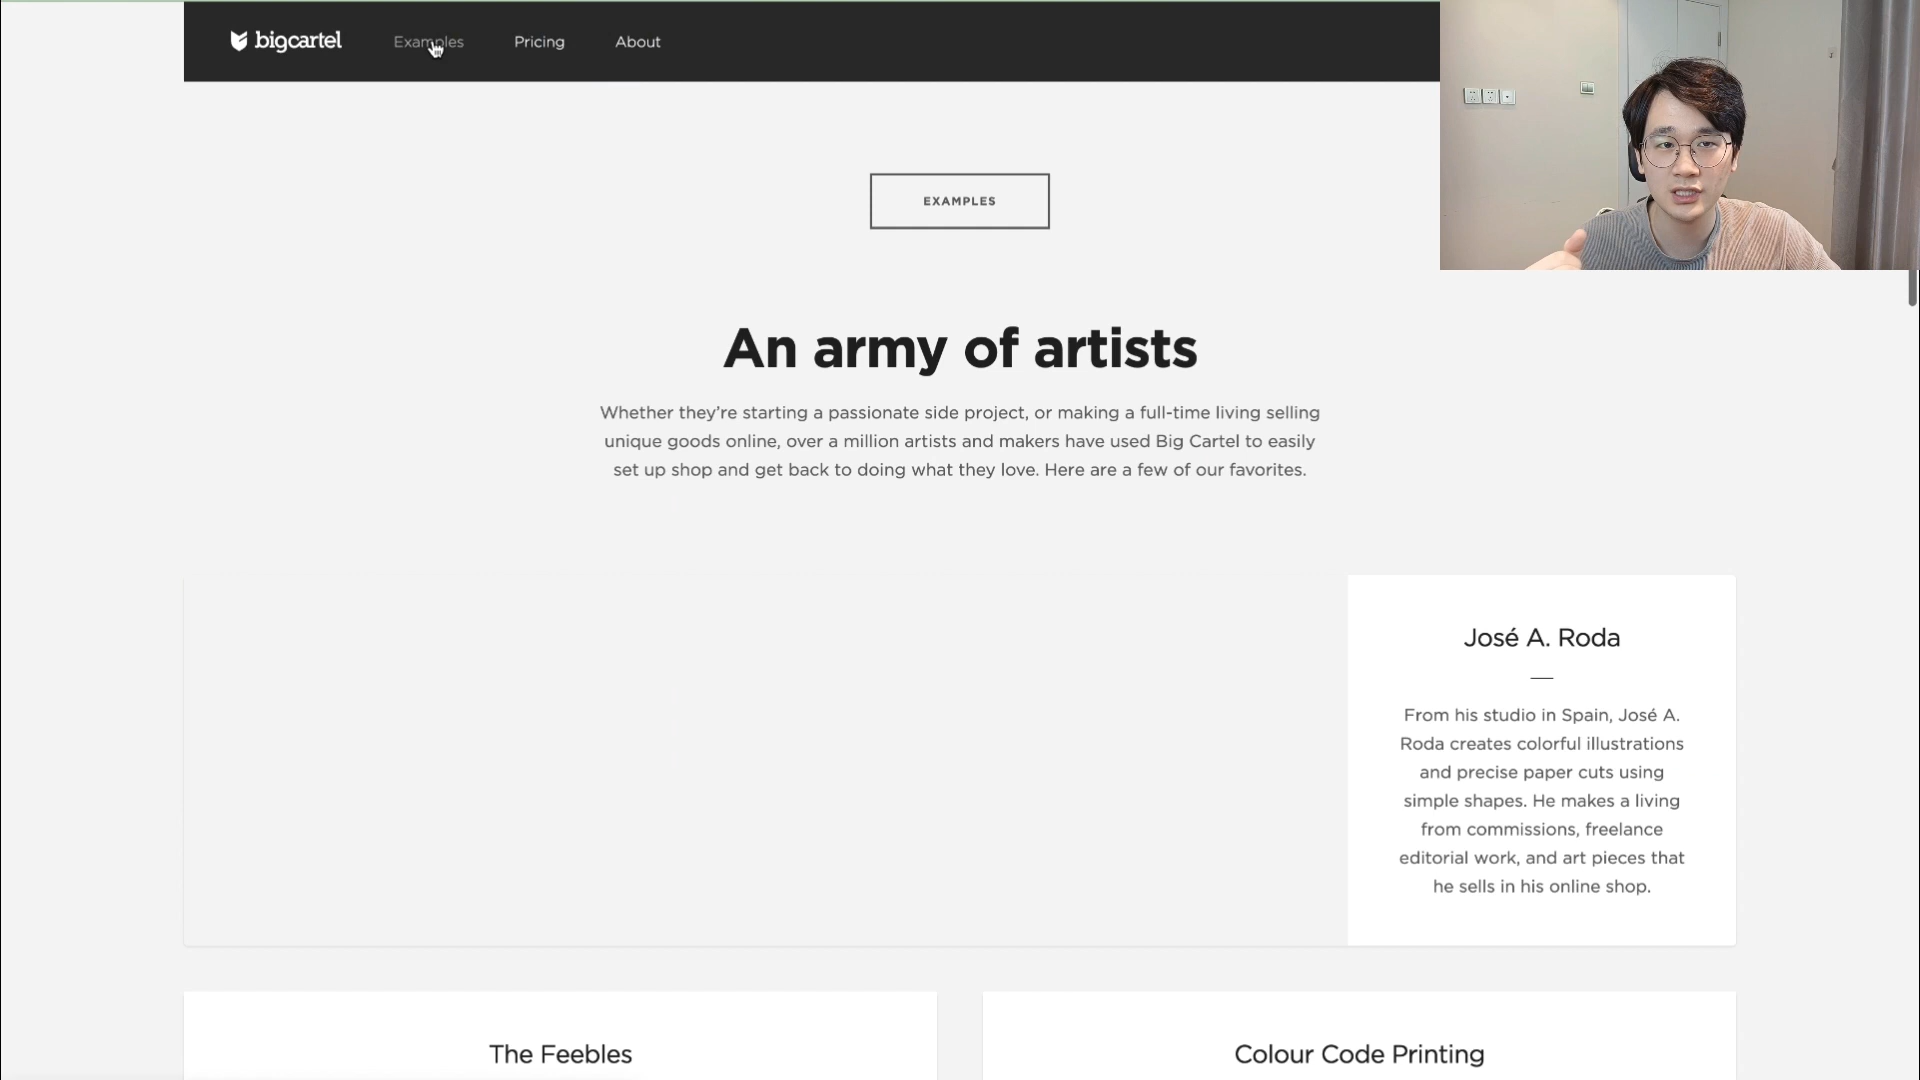 bigcartel Examples Pricing About
EXAMPLES
An army of artists
Whether they’re starting a passionate side project, or making a full-time living selling
unique goods online, over a million artists and makers have used Big Cartel to easily
set up shop and get back to doing what they love. Here are a few of our favorites.
José A. Roda
From his studio in Spain, José A.
Roda creates colorful illustrations
and precise paper cuts using
simple shapes. He makes a living
from commissions, freelance
editorial work, and art pieces that
he sells in his online shop.
The Feebles
Colour Code Printing